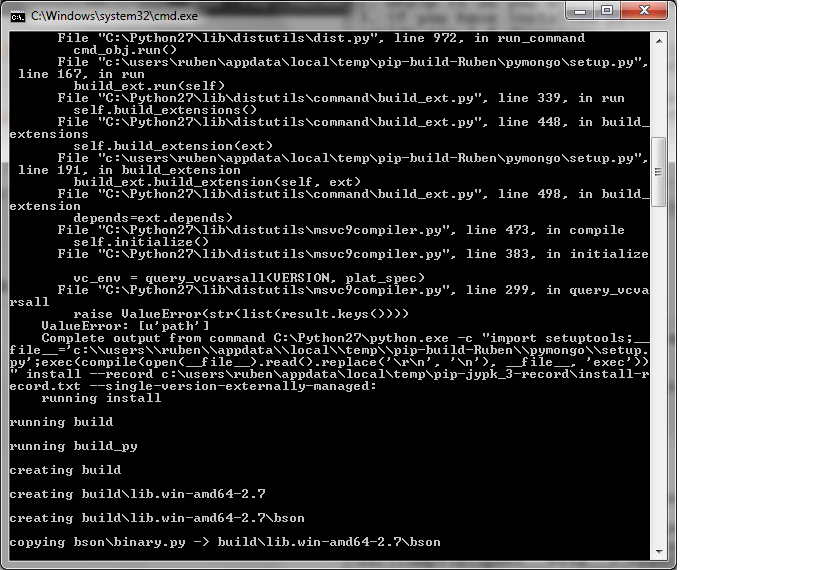 C:\Windows\system32\cmd.exe
File "C:\Python27\lib\distutils\dist.py", line 972, in run_command
cmd_obj.run()
File "c:\users\ruben\appdata\local\temp\pip-build-Ruben\pymongo\setup.py",
line 167, in run
build_ext.run(self)
File "C:\Python27\lib\distutils\command\build_ext.py", line 339, in run
self.build_extensions()
File "C:\Python27\lib\distutils\command\build_ext.py", line 448, in build_
extensions
self.build_extension(ext)
File "c:\users\ruben\appdata\local\temp\pip-build-Ruben\pymongo\setup.py",
line 191, in build_extension
build_ext.build_extension(self, ext)
File "C:\Python27\lib\distutils\command\build_ext.py", line 498, in build_
extension
depends=ext.depends)
File "C:\Python27\lib\distutils\msvc9compiler.py", line 473, in compile
self.initialize()
File "C:\Python27\lib\distutils\msvc9compiler.py", line 383, in initialize
vc_env = query_vcvarsall(VERSION, plat_spec)
File "C:\Python27\lib\distutils\msvc9compiler.py", line 299, in query_vcva
rsall
raise ValueError(str(list(result.keys())))
ValueError: [u'path']
Complete output from command C:\Python27\python.exe -c "import setuptools;__
file__='c:\\users\\ruben\\appdata\\local\\temp\\pip-build-Ruben\\pymongo\\setup.
py';exec(compile(open(__file__).read().replace('\r\n', '\n'), __file__, 'exec'))
" install --record c:\users\ruben\appdata\local\temp\pip-jypk_3-record\install-r
ecord.txt --single-version-externally-managed:
running install
running build
running build_py
creating build
creating build\lib.win-amd64-2.7
creating build\lib.win-amd64-2.7\bson
copying bson\binary.py -> build\lib.win-amd64-2.7\bson